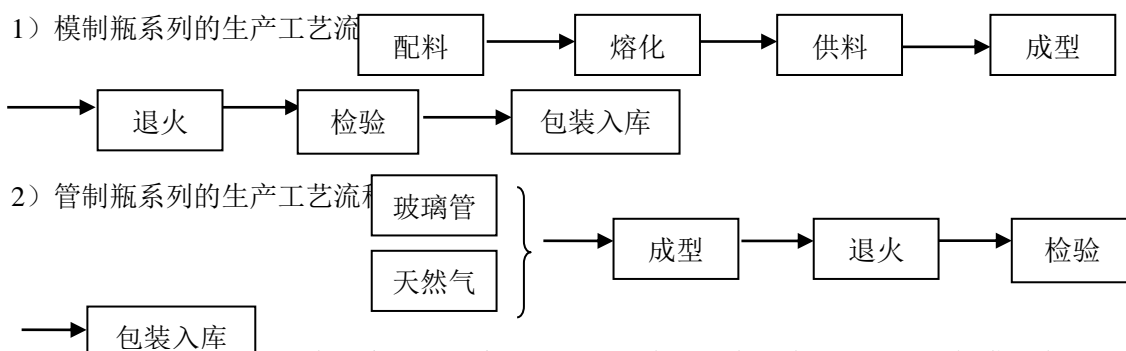 1）模制瓶系列的生产工艺流
配料 熔化 供料 成型
退火 检验 包装入库
2）管制瓶系列的生产工艺流
玻璃管
成型 退火 检验
天然气
包装入库